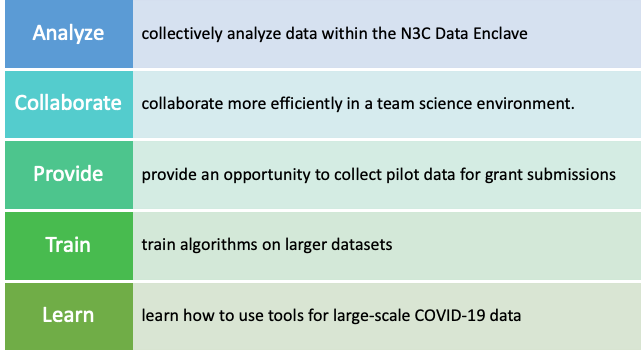 Analyze collectively analyze data within the N3C Data Enclave
Collaborate collaborate more efficiently in a team science environment.
Provide provide an opportunity to collect pilot data for grant submissions
Train train algorithms on larger datasets
Learn learn how to use tools for large-scale COVID-19 data